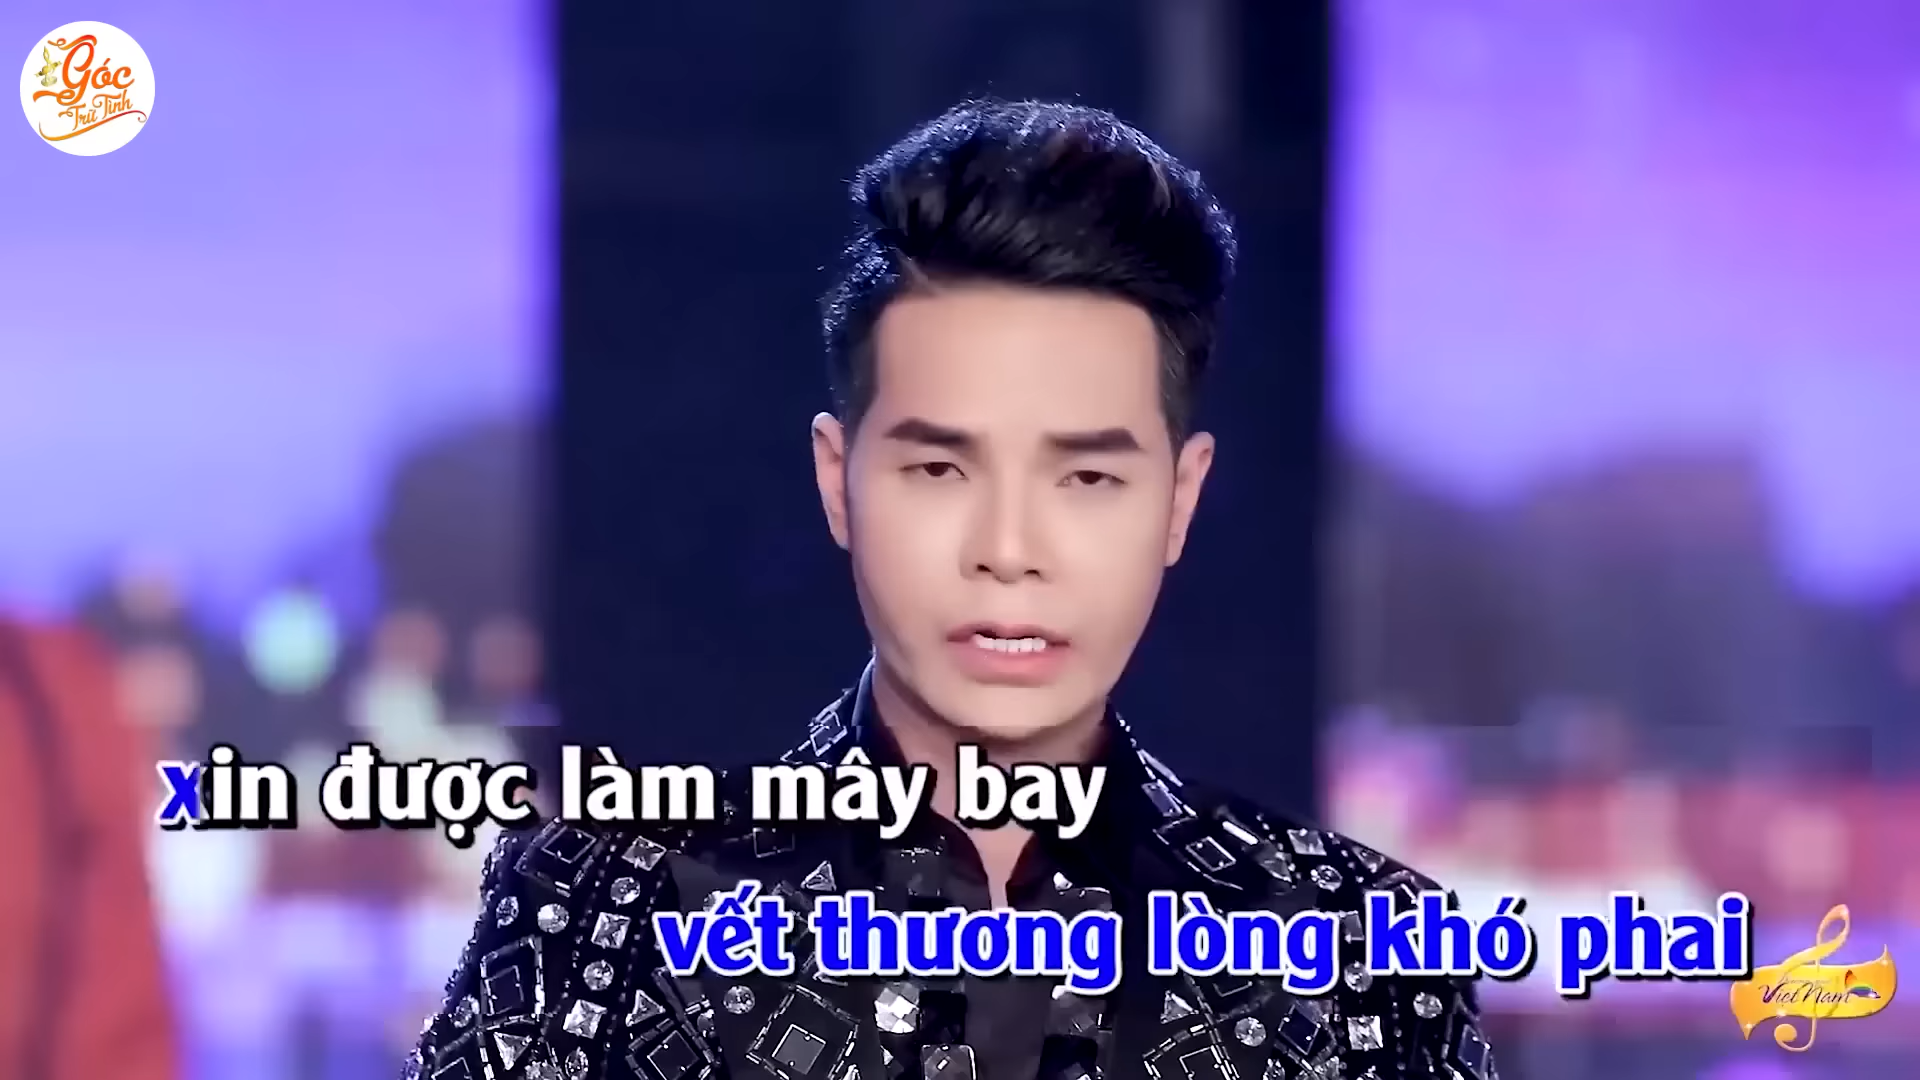 Góc
Trữ Tình
xin được làm mây bay
vết thương lòng khó phai
Việt Nam